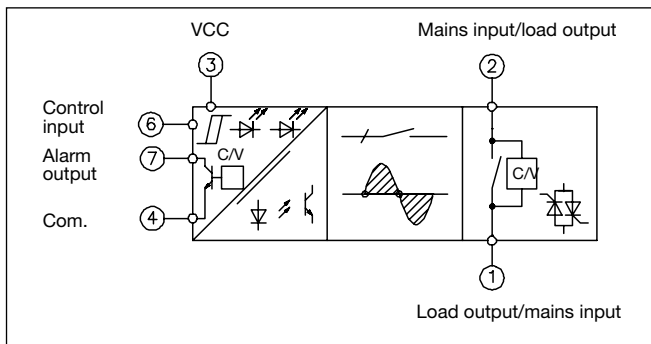 VCC
Mains input/load output
3
2
Control
input
6
Alarm
output
7
C/V
C/V
Com.
4
1
Load output/mains input